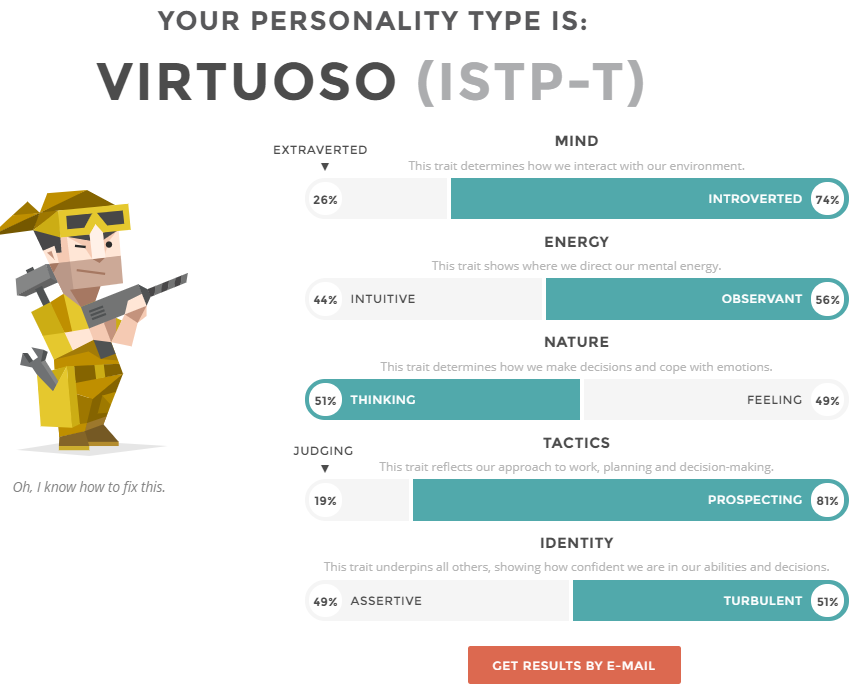 YOUR PERSONALITY TYPE IS:
VIRTUOSO (ISTP-T)
MIND
EXTRAVERTED
This trait determines how we interact with our environment.
26% INTROVERTED 74%
ENERGY
This trait shows where we direct our mental energy.
44% INTUITIVE OBSERVANT 56%
NATURE
This trait determines how we make decisions and cope with emotions.
51% THINKING FEELING 49%
TACTICS
JUDGING
This trait reflects our approach to work, planning and decision-making.
19% PROSPECTING 81%
IDENTITY
This trait underpins all others, showing how confident we are in our abilities and decisions.
49% ASSERTIVE TURBULENT 51%
Oh, I know how to fix this.
GET RESULTS BY E-MAIL